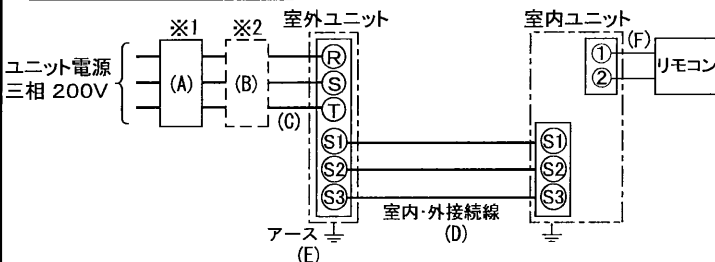 ※1
※2
室外ユニット
室内ユニット
ユニット電源
三相 200V
(A)
(B)
(C)
R
S
T
S1
S2
S3
アース
(E)
室内・外接続線
(D)
S1
S2
S3
①
②
(F)
リモコン